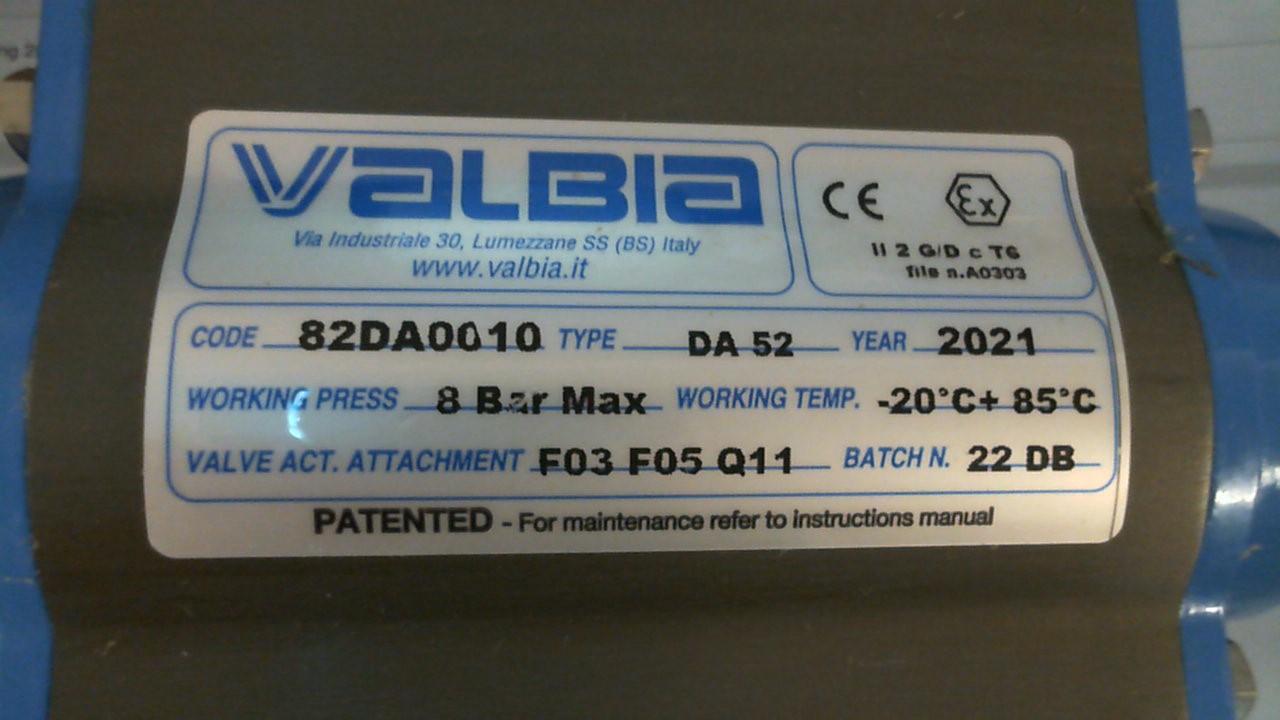 VALBIA
Via Industriale 30, Lumezzane SS (BS) Italy
www.valbia.it
CE Ex
II 2 G/D c T6
file n.A0303
CODE 82DA0010 TYPE DA 52 YEAR 2021
WORKING PRESS 8 Bar Max WORKING TEMP. -20°C+ 85°C
VALVE ACT. ATTACHMENT F03 F05 Q11 BATCH N. 22 DB
PATENTED - For maintenance refer to instructions manual